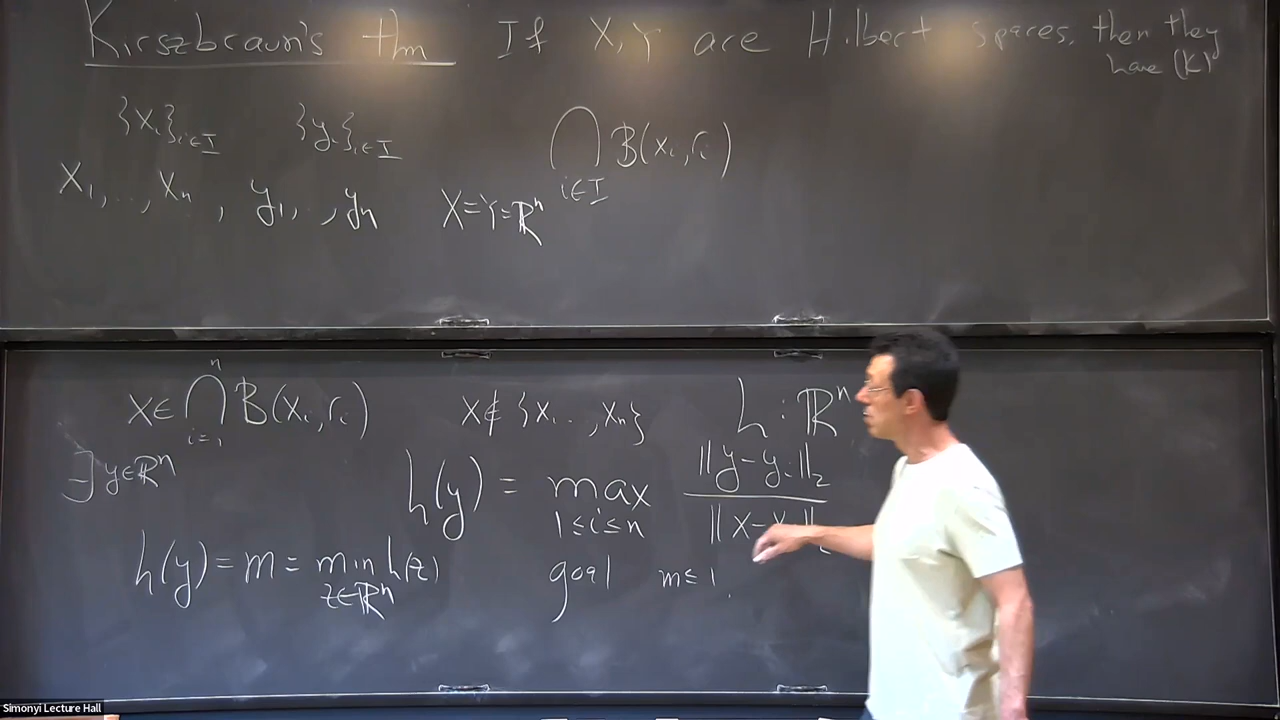 Kirszbraun's thm If X, Y are Hilbert spaces, then they
have (K)
{x_i}_{i∈I} {y_i}_{i∈I} ⋂_{i∈I} B(x_i, r_i)
x_1, .., x_n , y_1, .., y_n X=Y=ℝ^n
x ∈ ⋂_{i=1}^n B(x_i, r_i) x ∉ {x_1 .., x_n} h : ℝ^n
∃ y∈ℝ^n h(y) = max_{1≤i≤n} ‖y-y_i‖_2 / ‖x-x_i‖_2
h(y) = m = min_{z∈ℝ^n} h(z) goal m ≤ 1
Simonyi Lecture Hall